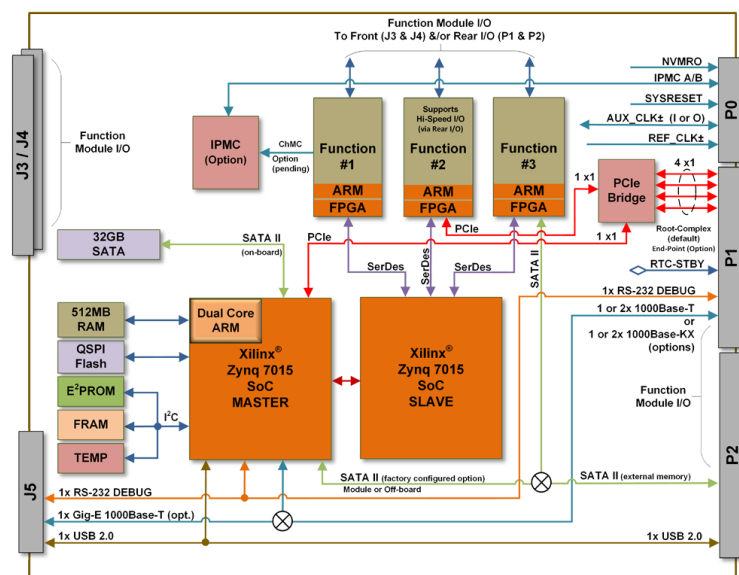 Function Module I/O
To Front (J3 & J4) &/or Rear I/O (P1 & P2)
NVMRO
IPMC A/B
SYSRESET
AUX_CLK± (I or O)
REF_CLK±
P0
J3 / J4
Function
Module I/O
IPMC
(Option)
ChMC
Option
(pending)
Function
#1
ARM
FPGA
Supports
Hi-Speed I/O
(via Rear I/O)
Function
#2
ARM
FPGA
Function
#3
ARM
FPGA
1 x1
PCIe
Bridge
4 x1
Root-Complex
(default)
End-Point (Option)
P1
32GB
SATA
SATA II
(on-board)
PCIe
PCIe
1 x1
SerDes
SerDes
SerDes
SATA II
RTC-STBY
1x RS-232 DEBUG
1 or 2x 1000Base-T
or
1 or 2x 1000Base-KX
(options)
512MB
RAM
Dual Core
ARM
QSPI
Flash
E2PROM
FRAM
TEMP
I2C
Xilinx®
Zynq 7015
SoC
MASTER
Xilinx®
Zynq 7015
SoC
SLAVE
Function
Module I/O
P2
J5
SATA II (factory configured option)
Module or Off-board
SATA II (external memory)
1x RS-232 DEBUG
1x Gig-E 1000Base-T (opt.)
1x USB 2.0
1x USB 2.0